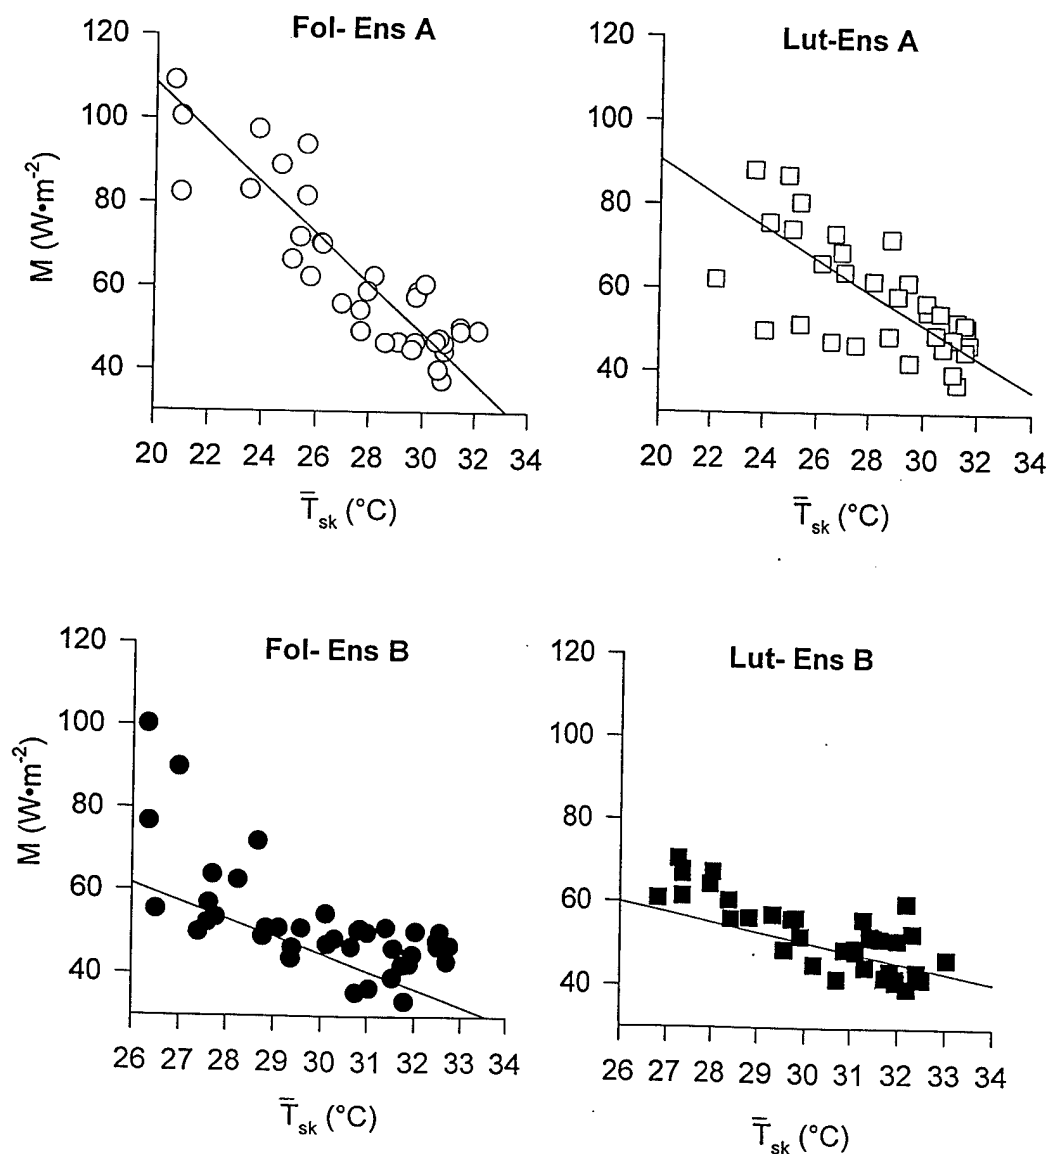 Fol- Ens A
120
100
80
60
40
M (W•m-2)
20 22 24 26 28 30 32 34
T̿sk (°C)
Lut-Ens A
120
100
80
60
40
20 22 24 26 28 30 32 34
T̿sk (°C)
Fol- Ens B
120
100
80
60
40
M (W•m-2)
26 27 28 29 30 31 32 33 34
T̿sk (°C)
Lut- Ens B
120
100
80
60
40
26 27 28 29 30 31 32 33 34
T̿sk (°C)